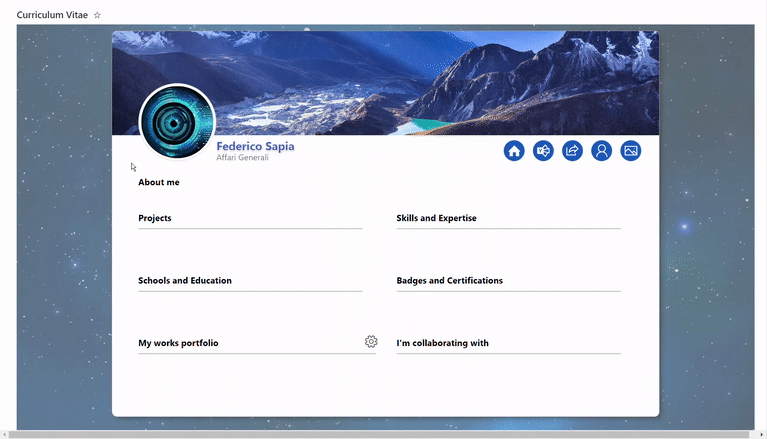 Curriculum Vitae
Federico Sapia
Affari Generali
About me
Projects
Skills and Expertise
Schools and Education
Badges and Certifications
My works portfolio
I'm collaborating with